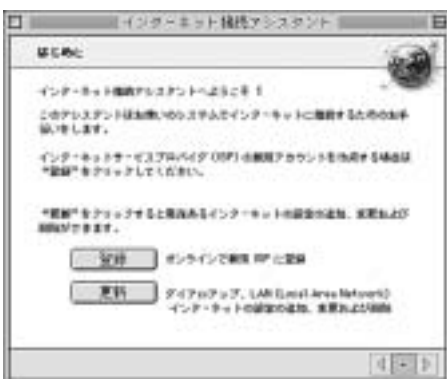 インターネット接続アシスタント
はじめに
インターネット接続アシスタントへようこそ！
このアシスタントはお使いのシステムでインターネットに接続するためのお手
伝いをします。
インターネットサービスプロバイダ (ISP) の新規アカウントを作成する場合は
“登録” をクリックしてください。
“更新” をクリックすると既存あるインターネットの設定の追加、変更および
削除ができます。
登録
オンラインで新規 ISP に登録
更新
ダイアルアップ、LAN (Local Area Network)
インターネットの設定の追加、変更および削除